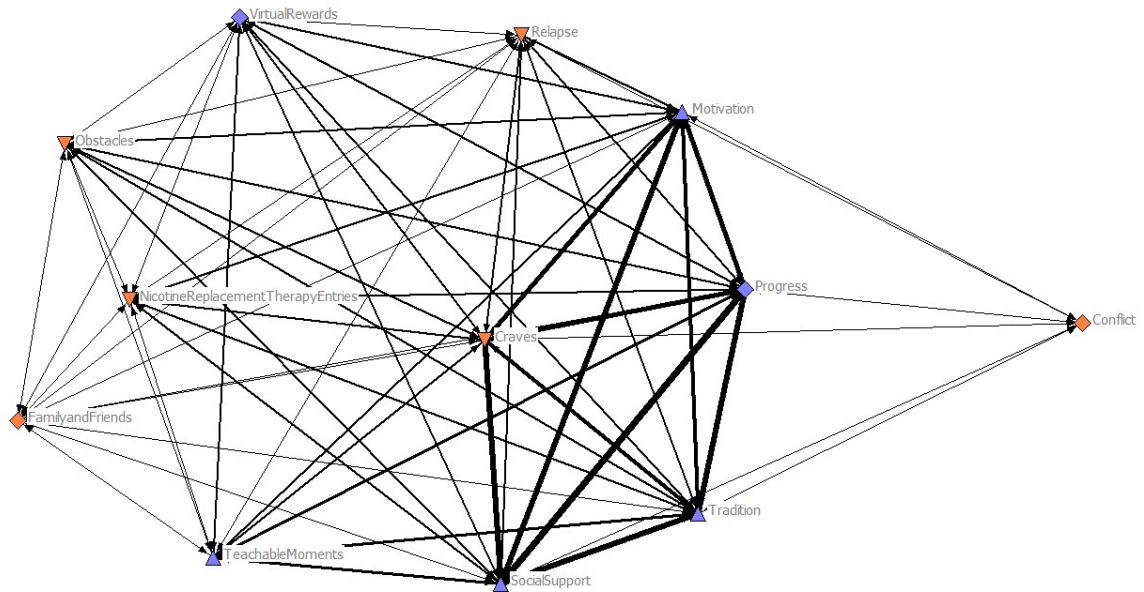 VirtualRewards
Relapse
Motivation
Obstacles
Progress
NicotineReplacementTherapyEntries
Conflict
Craves
FamilyandFriends
Tradition
TeachableMoments
SocialSupport